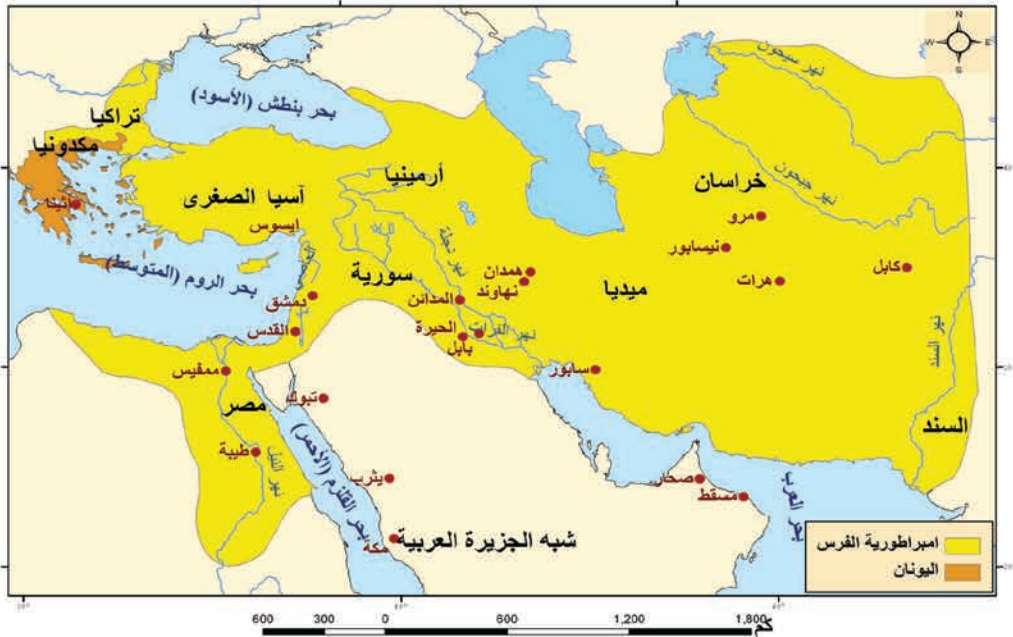 N
W
E
S
نهر سيحون
بحر بنطش (الأسود)
تراكيا
مكدونيا
أثينا
أرمينيا
خراسان
نهر جيحون
آسيا الصغرى
ايسوس
مرو
نيسابور
هرات
كابل
بحر الروم (المتوسط)
سورية
نهر دجلة
همدان
نهاوند
ميديا
دمشق
المدائن
القدس
الحيرة
نهر الفرات
بابل
نهر السند
ممفيس
سابور
تبوك
مصر
السند
طيبة
نهر النيل
بحر القلزم (الأحمر)
يثرب
صحار
مسقط
بحر العرب
شبه الجزيرة العربية
مكة
امبراطورية الفرس
اليونان
600 300 0 600 1,200 1,800
كم